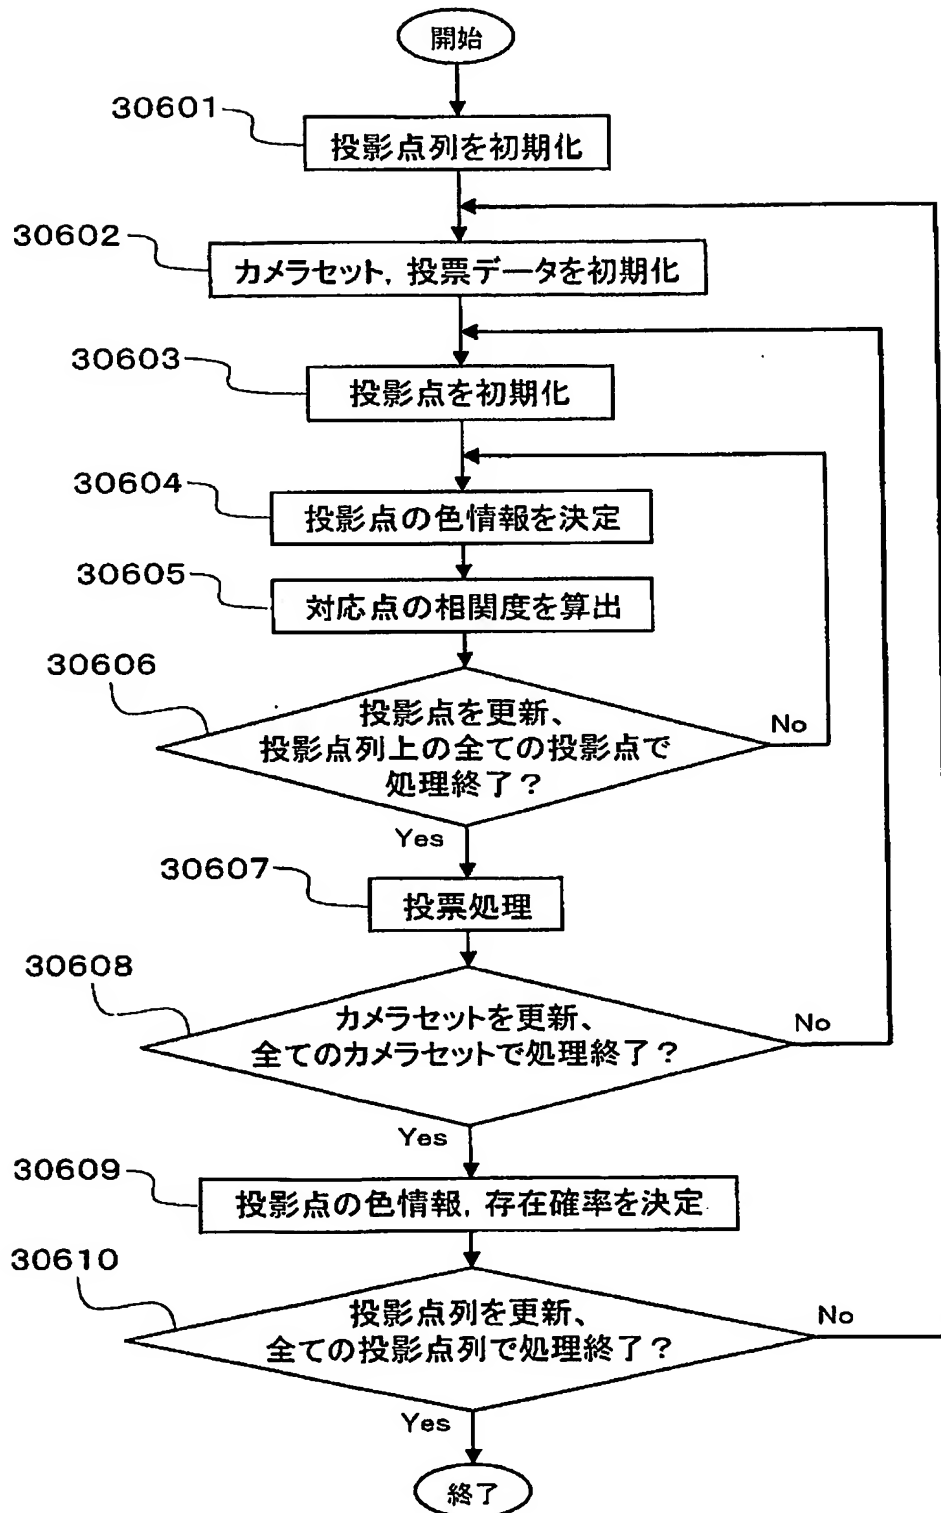 開始
30601
投影点列を初期化
30602
カメラセット, 投票データを初期化
30603
投影点を初期化
30604
投影点の色情報を決定
30605
対応点の相関度を算出
30606
投影点を更新、
投影点列上の全ての投影点で
処理終了？
No
Yes
30607
投票処理
30608
カメラセットを更新、
全てのカメラセットで処理終了？
No
Yes
30609
投影点の色情報, 存在確率を決定
30610
投影点列を更新、
全ての投影点列で処理終了？
No
Yes
終了